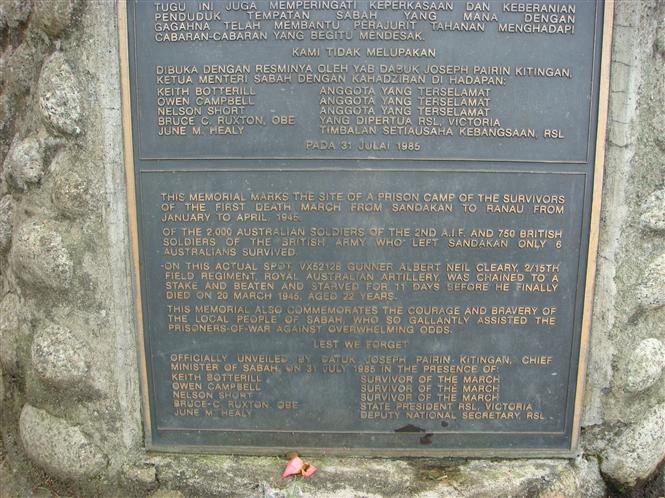 TUGU INI JUGA MEMPERINGATI KEPERKASAAN DAN KEBERANIAN
PENDUDUK TEMPATAN SABAH YANG MANA DENGAN
GAGAHNYA TELAH MEMBANTU PERAJURIT TAHANAN MENGHADAPI
CABARAN-CABARAN YANG BEGITU MENDESAK.
KAMI TIDAK MELUPAKAN
DIBUKA DENGAN RESMINYA OLEH YAB DABUK JOSEPH PAIRIN KITINGAN,
KETUA MENTERI SABAH DENGAN KAHADZIRAN DI HADAPAN:
KEITH BOTTERILL ANGGOTA YANG TERSELAMAT
OWEN CAMPBELL ANGGOTA YANG TERSELAMAT
NELSON SHORT ANGGOTA YANG TERSELAMAT
BRUCE C. RUXTON, OBE YANG DIPERTUA RSL, VICTORIA
JUNE M. HEALY TIMBALAN SETIAUSAHA KEBANGSAAN, RSL
PADA 31 JULAI 1985
THIS MEMORIAL MARKS THE SITE OF A PRISON CAMP OF THE SURVIVORS
OF THE FIRST DEATH MARCH FROM SANDAKAN TO RANAU FROM
JANUARY TO APRIL, 1945.
OF THE 2,000 AUSTRALIAN SOLDIERS OF THE 2ND A.I.F. AND 750 BRITISH
SOLDIERS OF THE BRITISH ARMY WHO LEFT SANDAKAN ONLY 6
AUSTRALIANS SURVIVED.
ON THIS ACTUAL SPOT, VX52128 GUNNER ALBERT NEIL CLEARY, 2/15TH
FIELD REGIMENT, ROYAL AUSTRALIAN ARTILLERY WAS CHAINED TO A
STAKE AND BEATEN AND STARVED FOR 11 DAYS BEFORE HE FINALLY
DIED ON 20 MARCH 1945, AGED 22 YEARS.
THIS MEMORIAL ALSO COMMEMORATES THE COURAGE AND BRAVERY OF
THE LOCAL PEOPLE OF SABAH, WHO SO GALLANTLY ASSISTED THE
PRISONERS-OF-WAR AGAINST OVERWHELMING ODDS.
LEST WE FORGET
OFFICIALLY UNVEILED BY DATUK JOSEPH PAIRIN KITINGAN, CHIEF
MINISTER OF SABAH, ON 31 JULY 1985 IN THE PRESENCE OF:
KEITH BOTTERILL SURVIVOR OF THE MARCH
OWEN CAMPBELL SURVIVOR OF THE MARCH
NELSON SHORT SURVIVOR OF THE MARCH
BRUCE C. RUXTON, OBE STATE PRESIDENT RSL, VICTORIA
JUNE M. HEALY DEPUTY NATIONAL SECRETARY, RSL